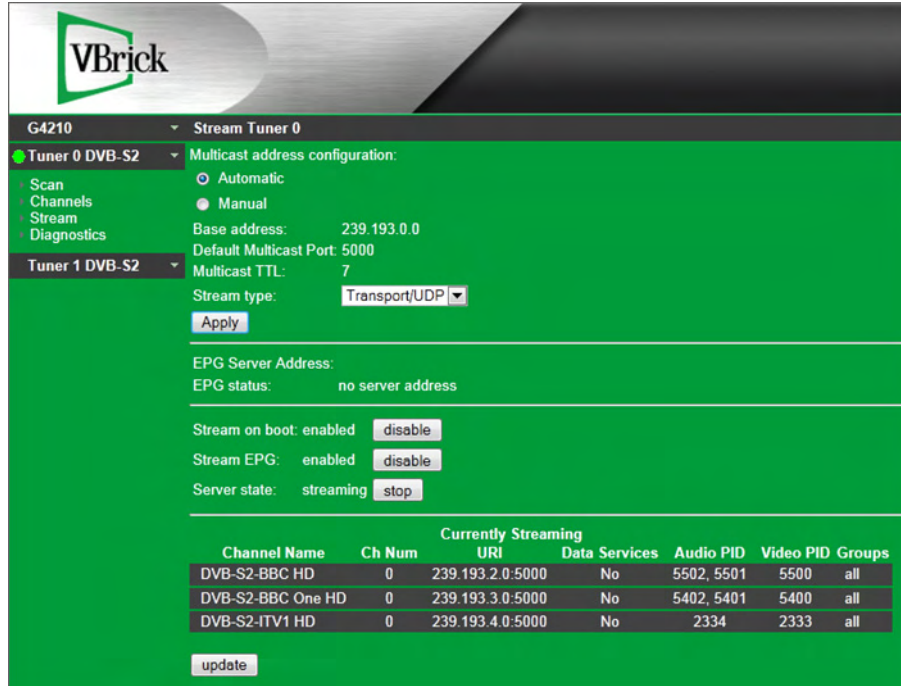 VBrick
G4210
Stream Tuner 0
Tuner 0 DVB-S2
Scan
Channels
Stream
Diagnostics
Tuner 1 DVB-S2
Multicast address configuration:
Automatic
Manual
Base address: 239.193.0.0
Default Multicast Port: 5000
Multicast TTL: 7
Stream type: Transport/UDP
Apply
EPG Server Address:
EPG status: no server address
Stream on boot: enabled disable
Stream EPG: enabled disable
Server state: streaming stop
Currently Streaming
Channel Name Ch Num URI Data Services Audio PID Video PID Groups
DVB-S2-BBC HD 0 239.193.2.0:5000 No 5502, 5501 5500 all
DVB-S2-BBC One HD 0 239.193.3.0:5000 No 5402, 5401 5400 all
DVB-S2-ITV1 HD 0 239.193.4.0:5000 No 2334 2333 all
update